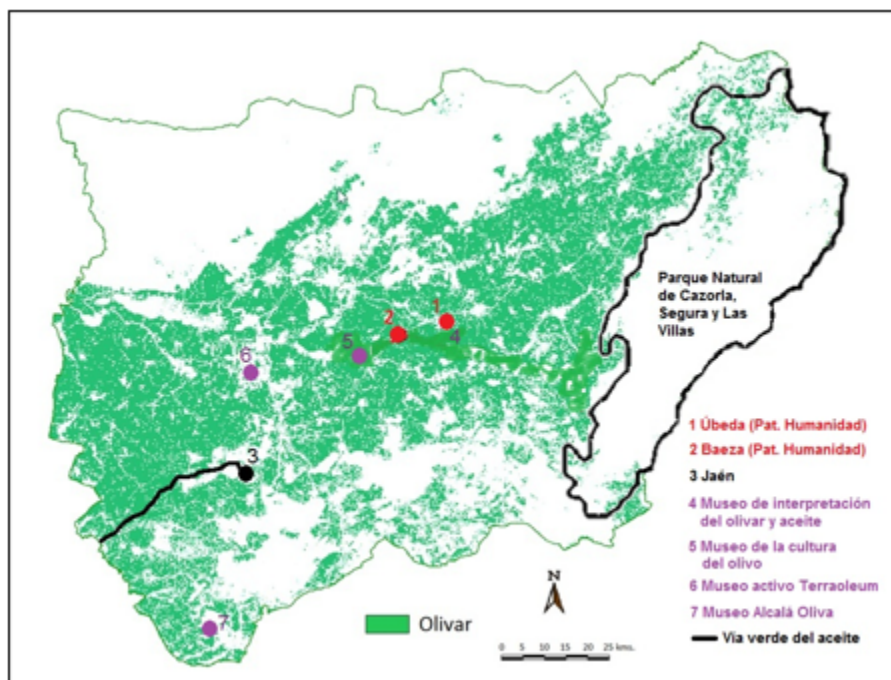 Parque Natural
de Cazorla,
Segura y Las
Villas
1
2
4
5
6
3
7
1 Úbeda (Pat. Humanidad)
2 Baeza (Pat. Humanidad)
3 Jaén
4 Museo de interpretación
del olivar y aceite
5 Museo de la cultura
del olivo
6 Museo activo Terraoleum
7 Museo Alcalá Oliva
Via verde del aceite
N
Olivar
0 5 10 15 20 25 kms.